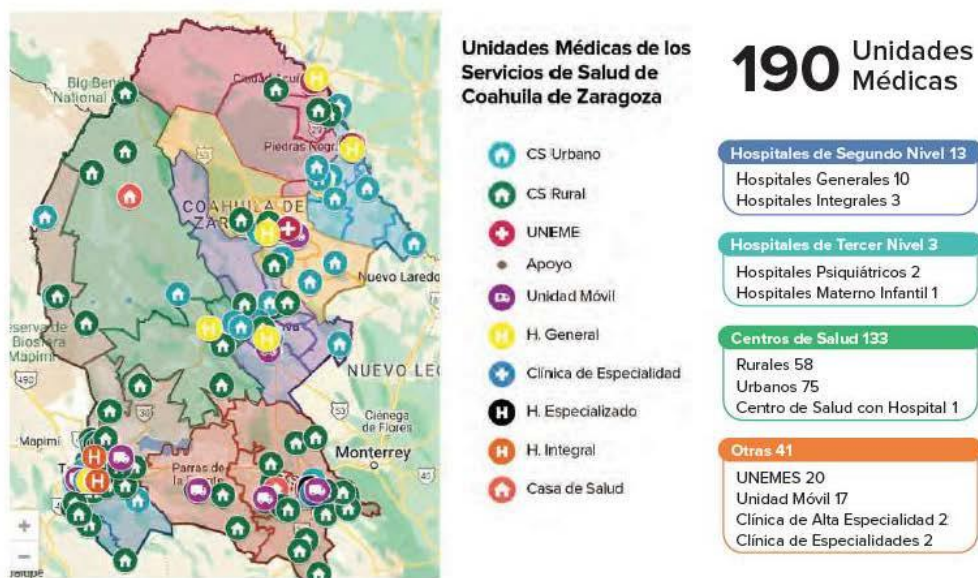 Big Bend
National
Piedras Negr
COAHUILA DE
ZAR
Nuevo Laredo
Mapimí
NUEVO LEÓ
Ciénega
de Flores
Mapimí
Monterrey
Parras de
la
Unidades Médicas de los
Servicios de Salud de
Coahuila de Zaragoza
CS Urbano
CS Rural
UNIEME
Apoyo
Unidad Móvil
H. General
Clínica de Especialidad
H. Especializado
H. Integral
Casa de Salud
190 Unidades
Médicas
Hospitales de Segundo Nivel 13
Hospitales Generales 10
Hospitales Integrales 3
Hospitales de Tercer Nivel 3
Hospitales Psiquiátricos 2
Hospitales Materno Infantil 1
Centros de Salud 133
Rurales 58
Urbanos 75
Centro de Salud con Hospital 1
Otras 41
UNEMES 20
Unidad Móvil 17
Clínica de Alta Especialidad 2
Clínica de Especialidades 2